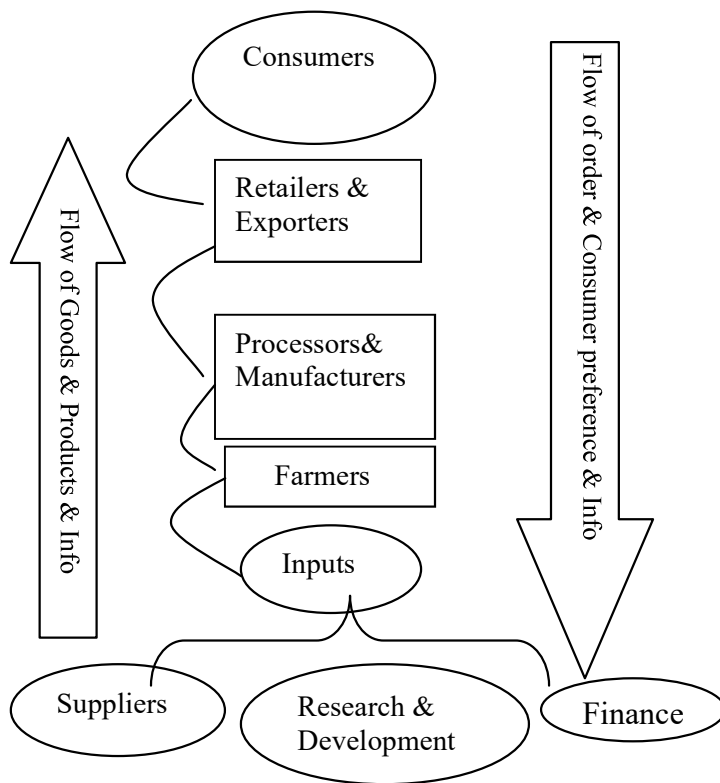 Consumers
Flow of order & Consumer preference & Info
Retailers &
Exporters
Flow of Goods & Products & Info
Processors&
Manufacturers
Farmers
Inputs
Suppliers
Research &
Development
Finance